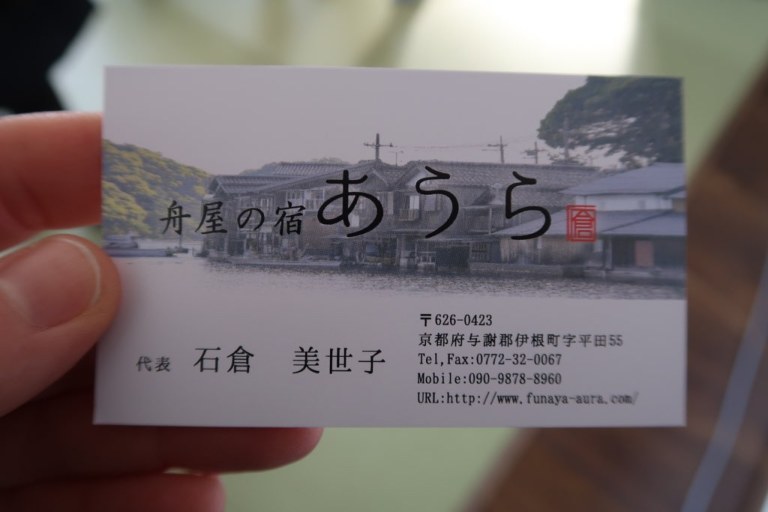 舟屋の宿 あうら 倉
代表 石倉 美世子
〒626-0423
京都府与謝郡伊根町字平田55
Tel,Fax:0772-32-0067
Mobile:090-9878-8960
URL:http://www.funaya-aura.com/